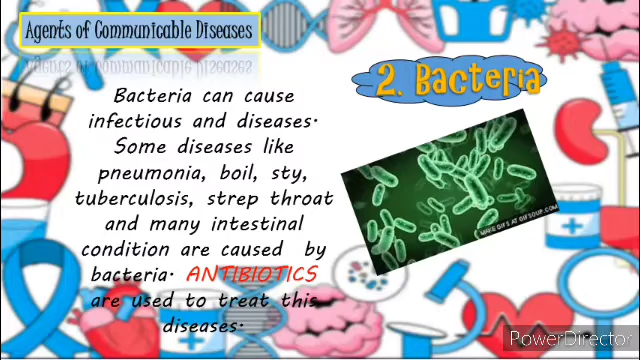 Agents of Communicable Diseases
2. Bacteria
Bacteria can cause
infectious and diseases.
Some diseases like
pneumonia, boil, sty,
tuberculosis, strep throat
and many intestinal
condition are caused by
bacteria. ANTIBIOTICS
are used to treat this
diseases.
MAKE GIFS AT GIFSOUP.COM
PowerDirector